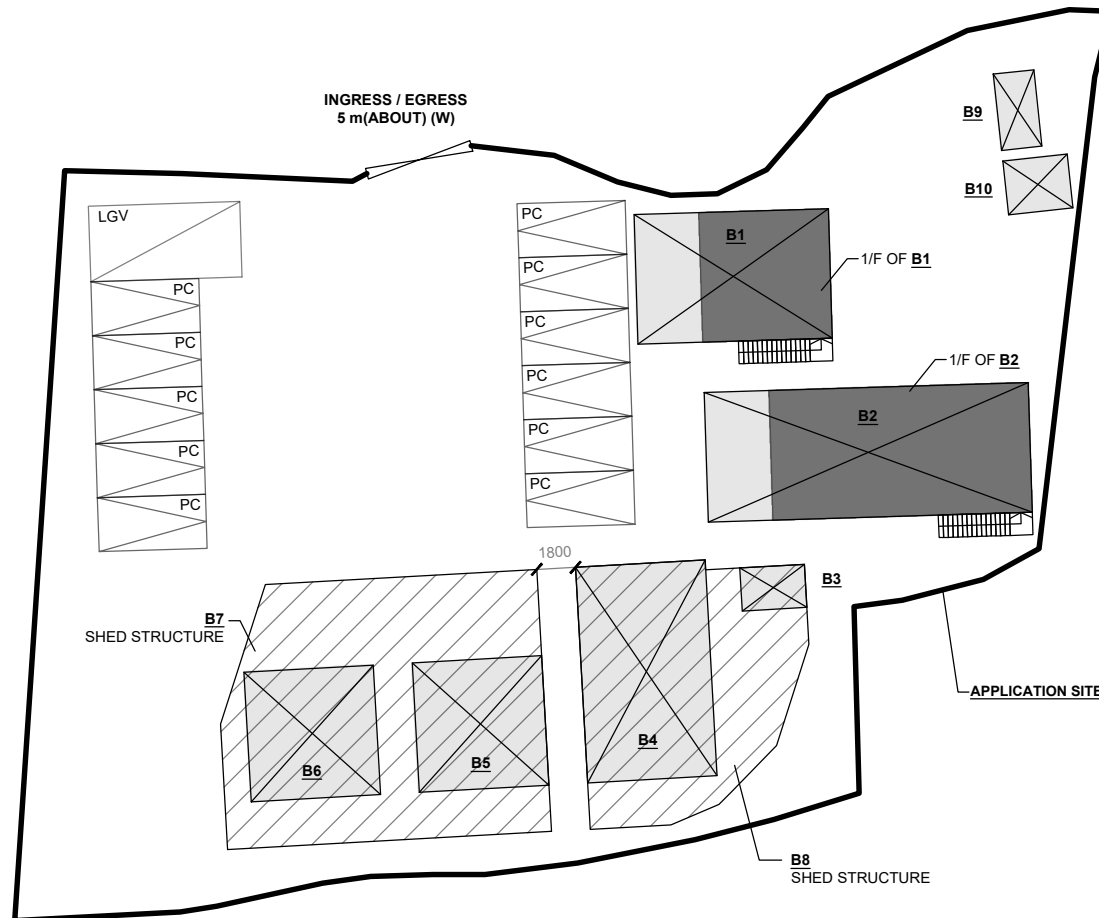 INGRESS / EGRESS
5 m(ABOUT) (W)
B9
B10
LGV
PC
PC
PC
PC
PC
PC
PC
PC
PC
PC
PC
B1
1/F OF B1
1/F OF B2
B2
1800
B3
B7
SHED STRUCTURE
B4
B5
B6
APPLICATION SITE
B8
SHED STRUCTURE